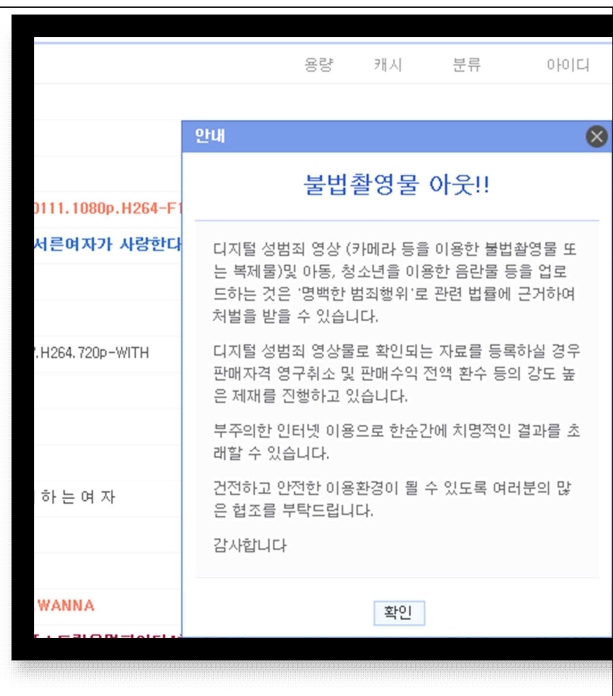 용량 캐시 분류 아이디
안내
불법촬영물 아웃!!
0111.1080p.H264-F1
서른여자가 사랑한다
디지털 성범죄 영상 (카메라 등을 이용한 불법촬영물 또
는 복제물)및 아동, 청소년을 이용한 음란물 등을 업로
드하는 것은 '명백한 범죄행위'로 관련 법률에 근거하여
처벌을 받을 수 있습니다.
.H264.720p-WITH
디지털 성범죄 영상물로 확인되는 자료를 등록하실 경우
판매자격 영구취소 및 판매수익 전액 환수 등의 강도 높
은 제재를 진행하고 있습니다.
부주의한 인터넷 이용으로 한순간에 치명적인 결과를 초
래할 수 있습니다.
하 는 여 자
건전하고 안전한 이용환경이 될 수 있도록 여러분의 많
은 협조를 부탁드립니다.
감사합니다
WANNA
확인